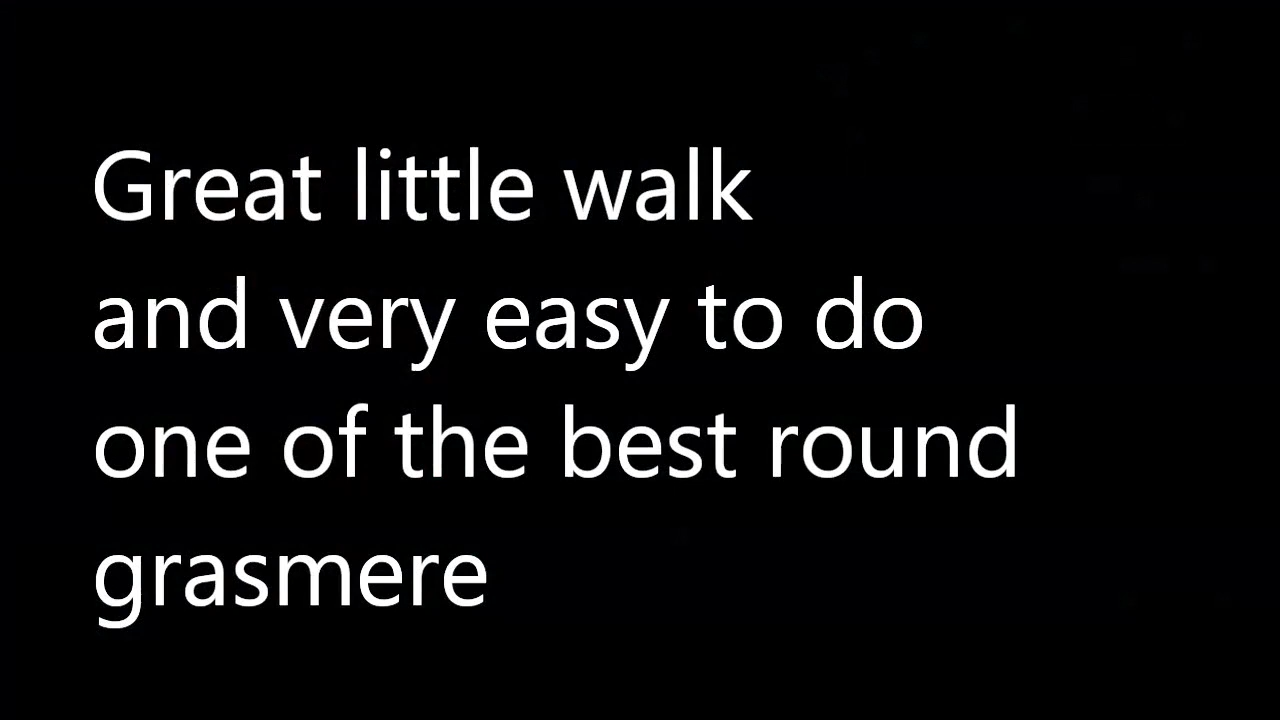 Great little walk
and very easy to do
one of the best round
grasmere